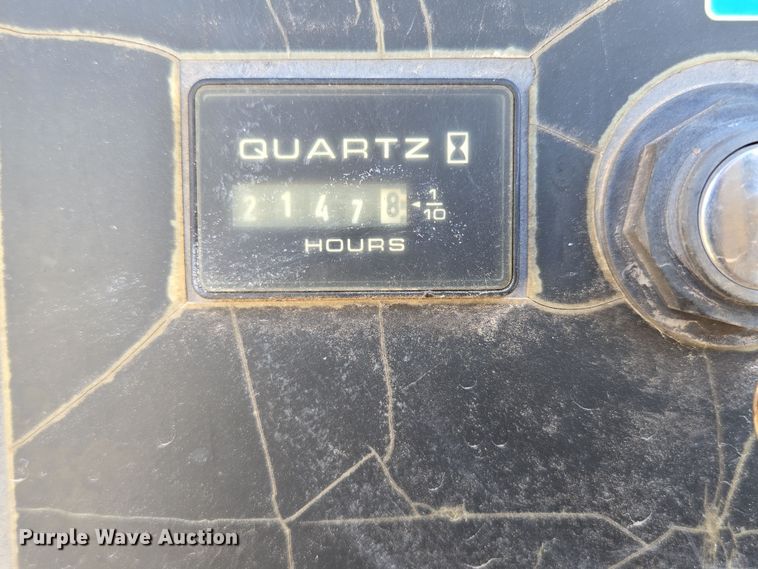 QUARTZ
2147 8 1/10
HOURS
Purple Wave Auction